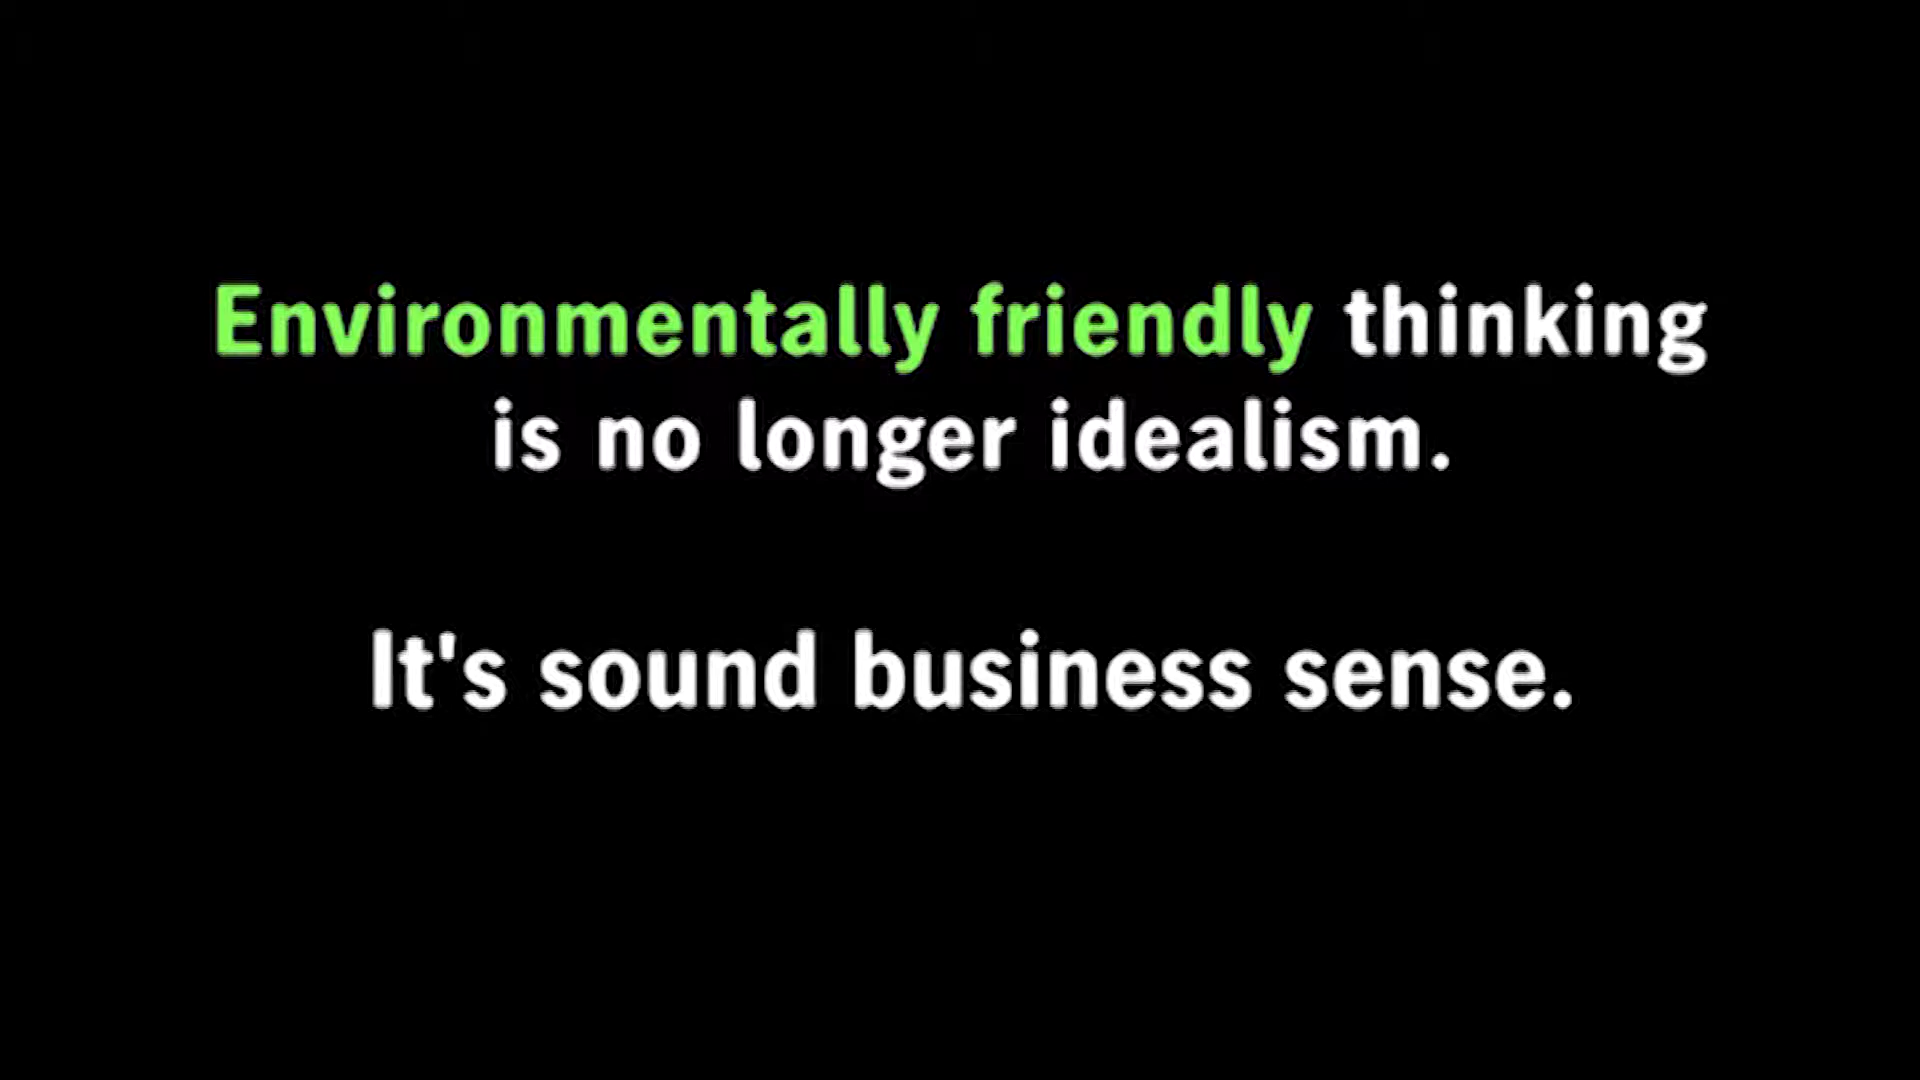 Environmentally friendly thinking
is no longer idealism.
It's sound business sense.